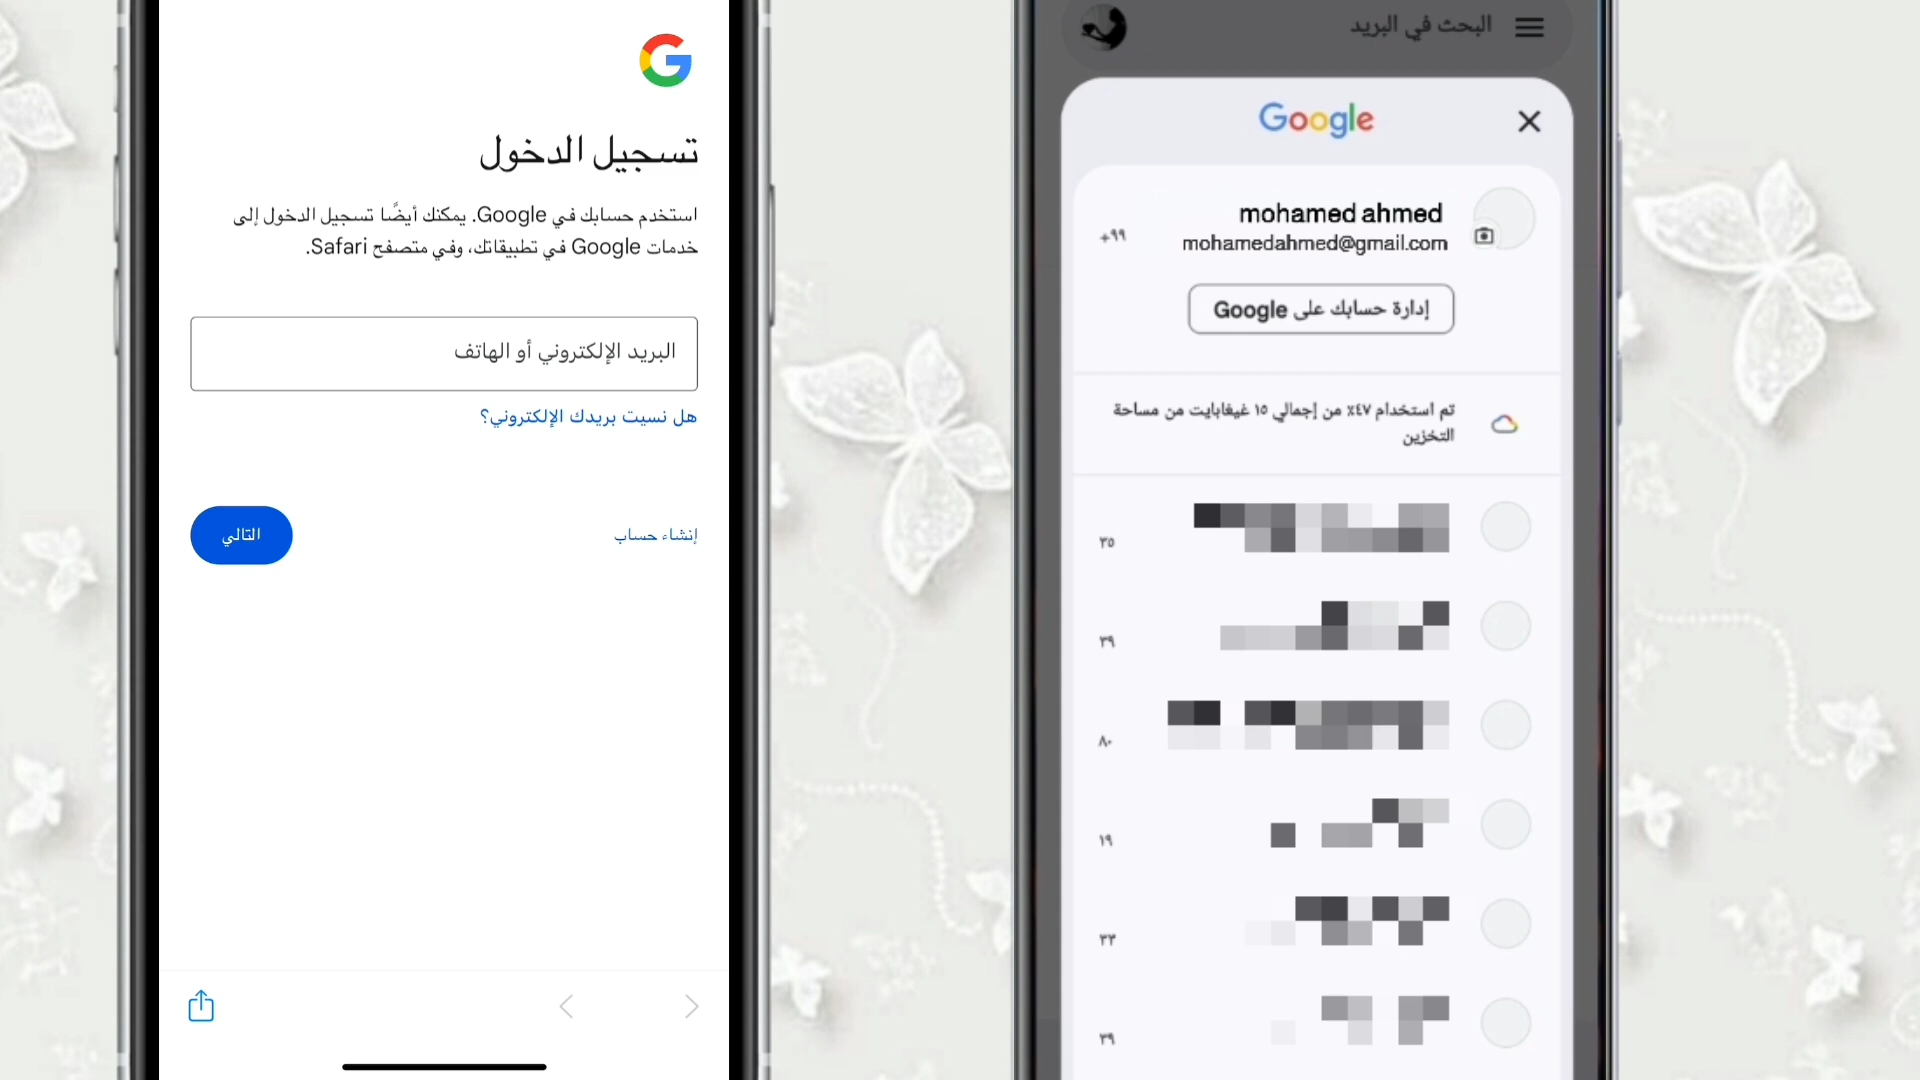 تسجيل الدخول
استخدم حسابك في Google. يمكنك أيضًا تسجيل الدخول إلى
خدمات Google في تطبيقاتك، وفي متصفح Safari.
البريد الإلكتروني أو الهاتف
هل نسيت بريدك الإلكتروني؟
إنشاء حساب
التالي
البحث في البريد
Google
mohamed ahmed
mohamedahmed@gmail.com
+٩٩
إدارة حسابك على Google
تم استخدام ٤٧٪ من إجمالي ١٥ غيغابايت من مساحة
التخزين
٣٥
٣٩
٨٠
١٩
٣٣
٣٩